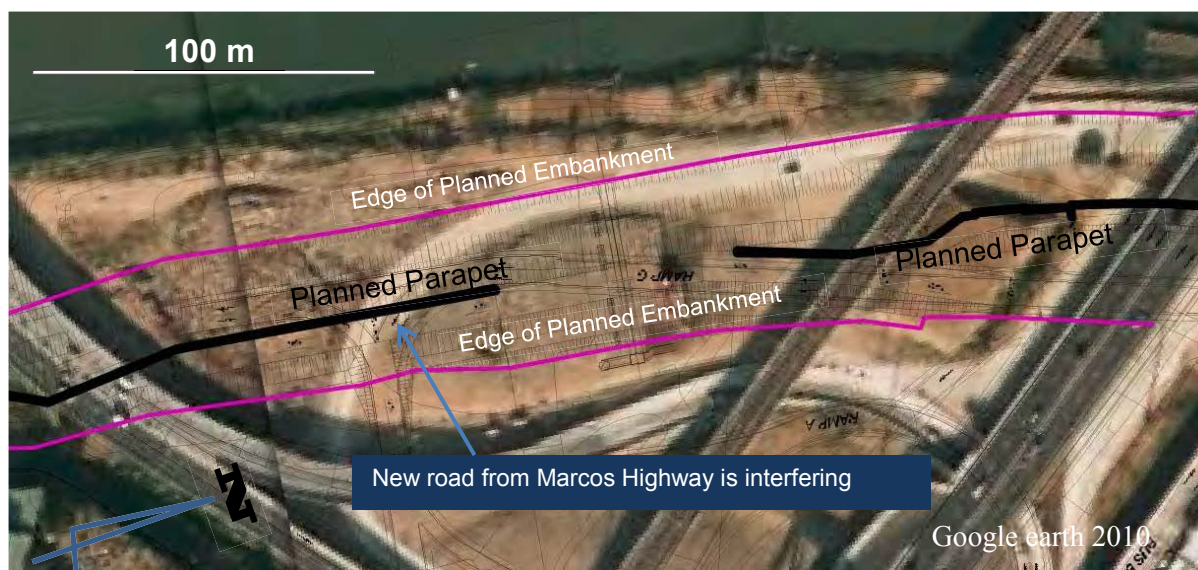 100 m
Edge of Planned Embankment
Planned Parapet
Planned Parapet
RAMP G
Edge of Planned Embankment
RAMP A
New road from Marcos Highway is interfering
N
Google earth 2010